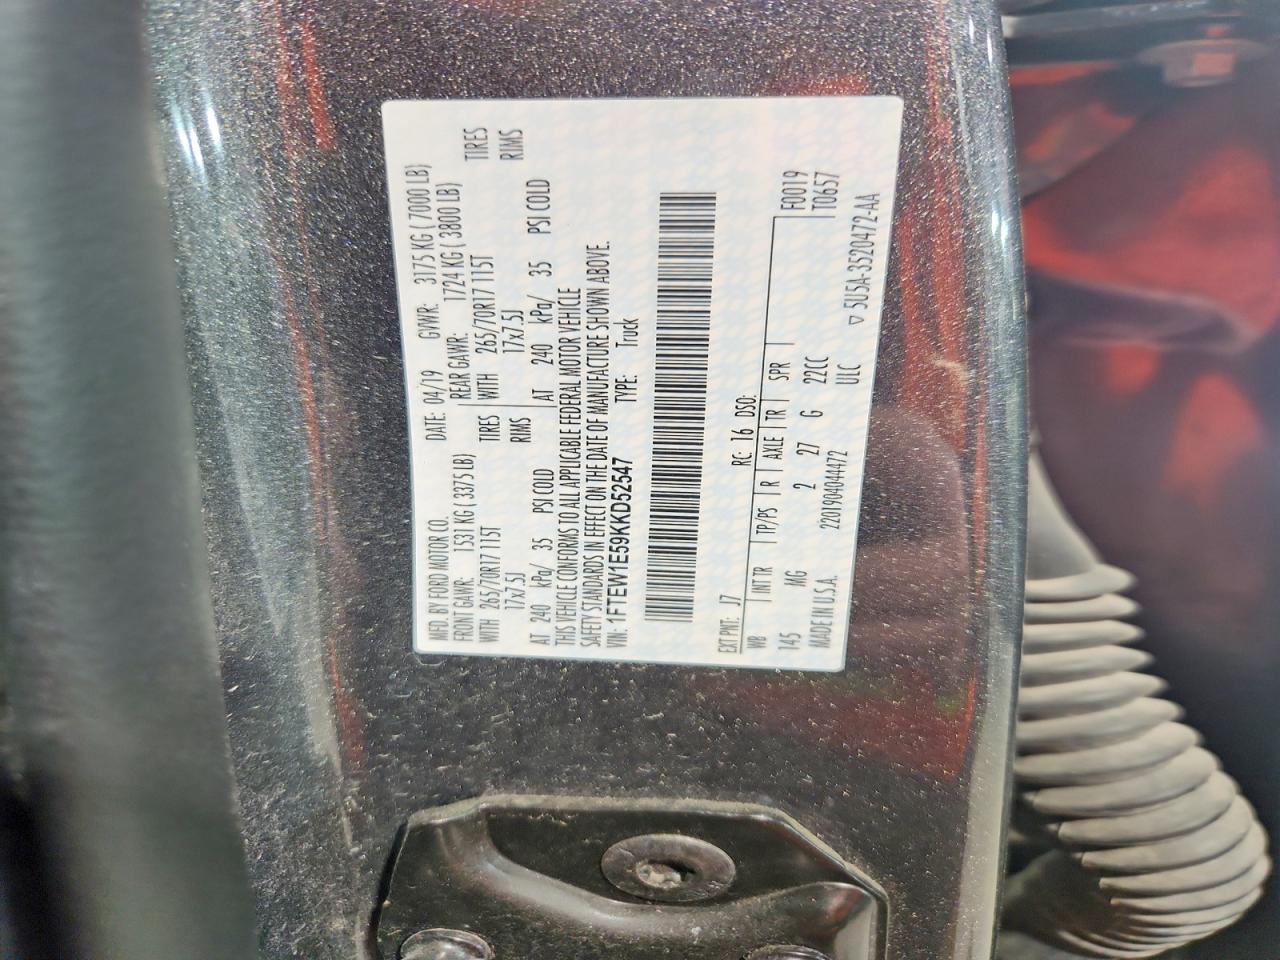 MFD. BY FORD MOTOR CO. DATE: 04/19 GVWR: 3175 KG ( 7000 LB)
FRONT GAWR: 1531 KG ( 3375 LB) REAR GAWR: 1724 KG ( 3800 LB)
WITH 265/70R17 115T TIRES WITH 265/70R17 115T TIRES
17x7.5J RIMS 17x7.5J RIMS
AT 240 kPa/ 35 PSI COLD AT 240 kPa/ 35 PSI COLD
THIS VEHICLE CONFORMS TO ALL APPLICABLE FEDERAL MOTOR VEHICLE
SAFETY STANDARDS IN EFFECT ON THE DATE OF MANUFACTURE SHOWN ABOVE.
VIN: 1FTEW1E59KKD52547 TYPE: Truck
EXT PNT: J7 RC: 16 DSO: F0019
WB INT TR TP/PS R AXLE TR SPR T0657
145 MG 2 27 G 22CC
MADE IN U.S.A. 220190404472 ULC
▽ 5U5A-3520472-AA